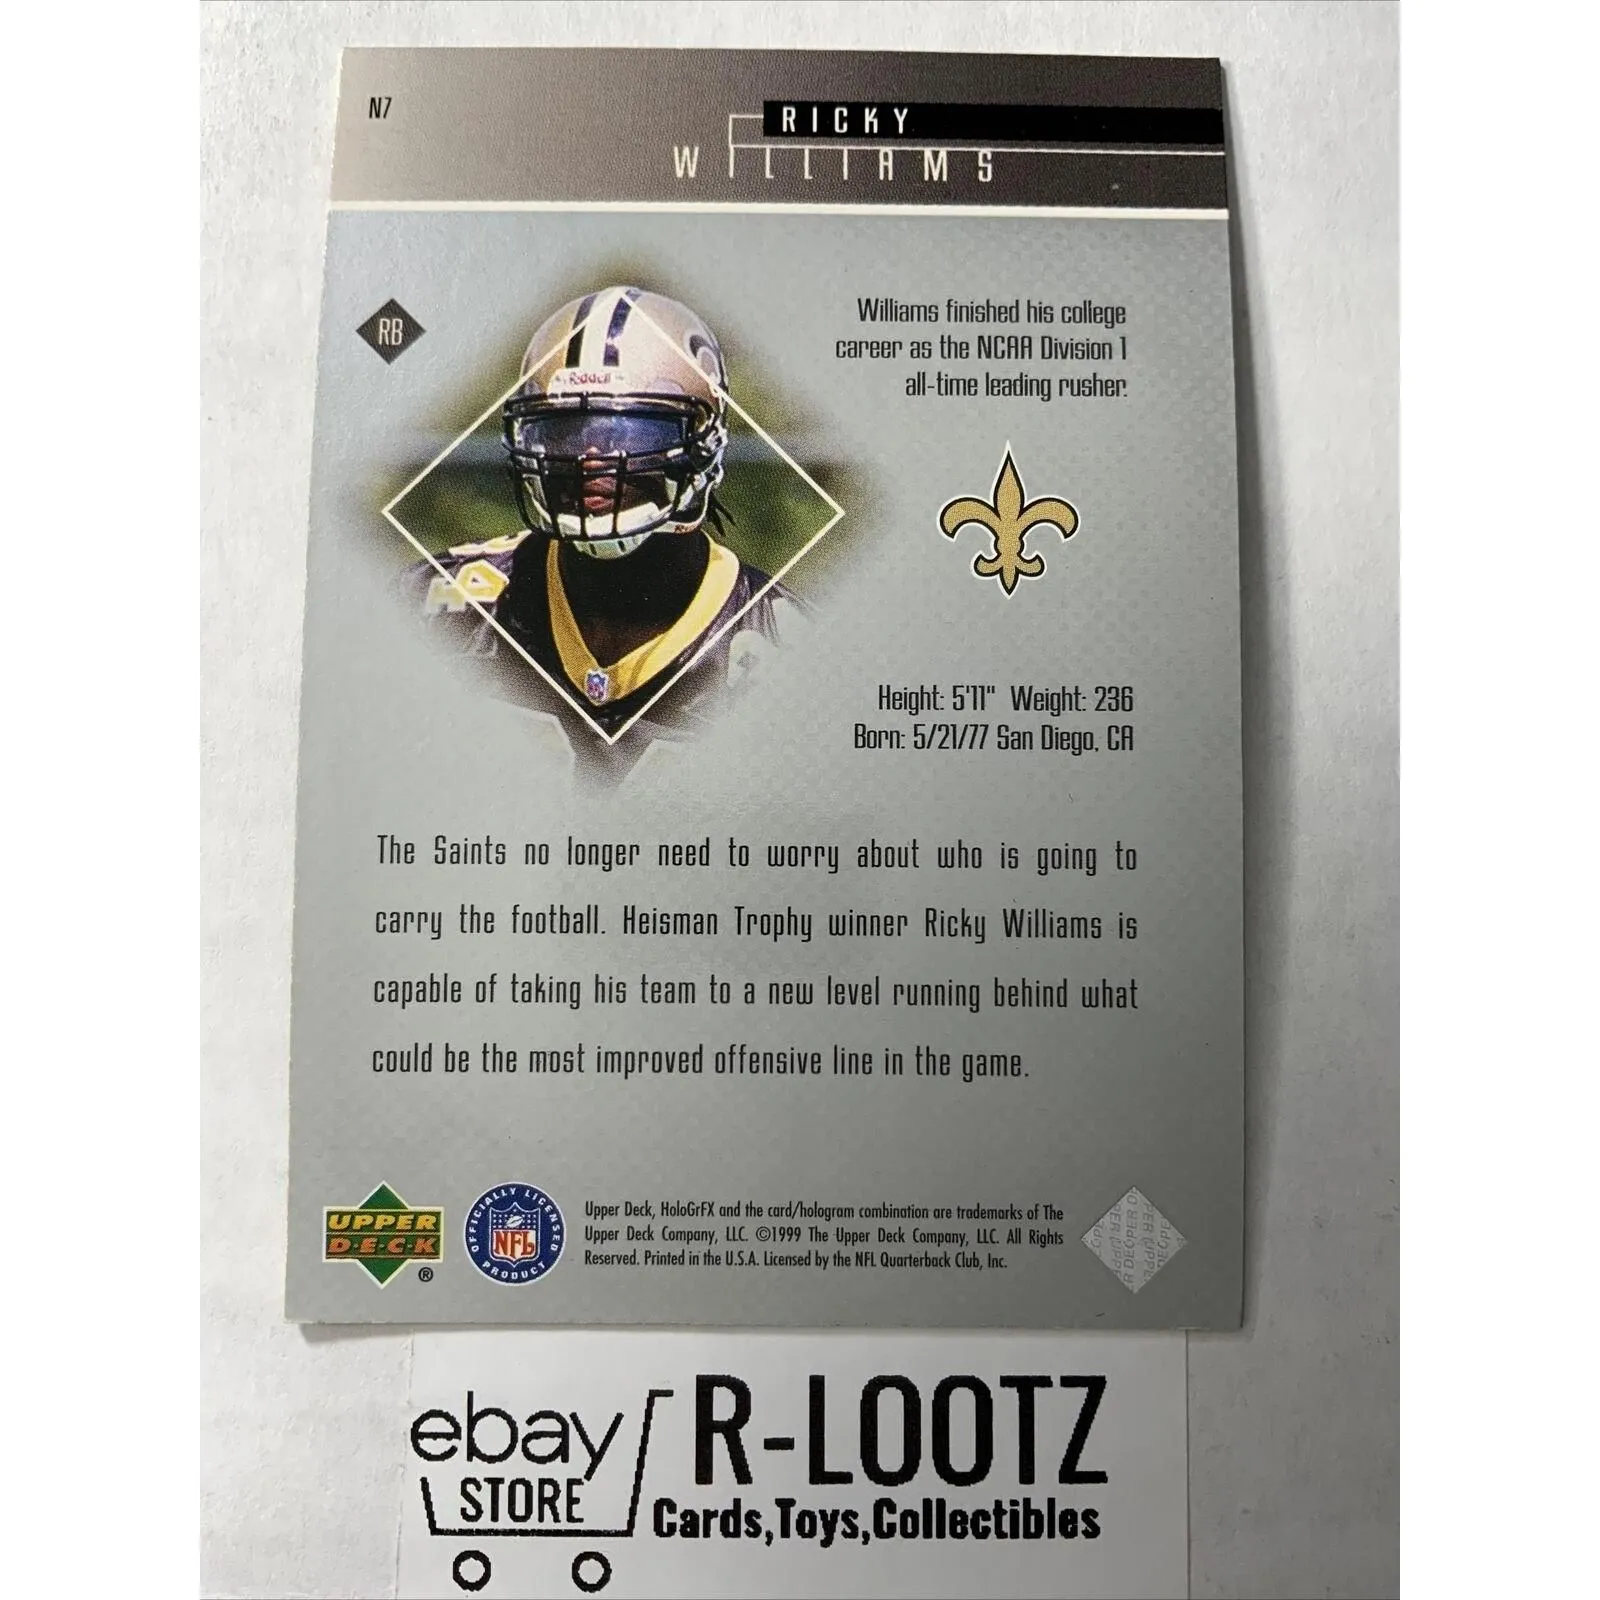 N7
RICKY
WILLIAMS
RB
Williams finished his college
career as the NCAA Division 1
all-time leading rusher.
Riddell
Height: 5'11" Weight: 236
Born: 5/21/77 San Diego, CA
The Saints no longer need to worry about who is going to
carry the football. Heisman Trophy winner Ricky Williams is
capable of taking his team to a new level running behind what
could be the most improved offensive line in the game.
UPPER
D·E·C·K
®
OFFICIALLY LICENSED
NFL
PRODUCT
Upper Deck, HoloGrFX and the card/hologram combination are trademarks of The
Upper Deck Company, LLC. ©1999 The Upper Deck Company, LLC. All Rights
Reserved. Printed in the U.S.A. Licensed by the NFL Quarterback Club, Inc.
ebay
STORE
R-LOOTZ
Cards,Toys,Collectibles